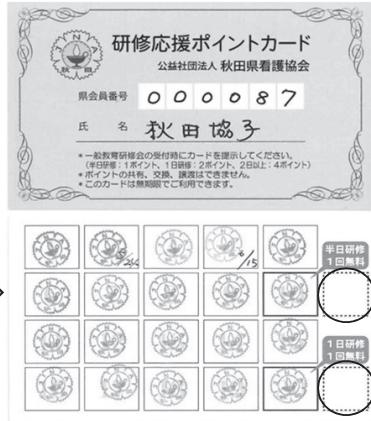 研修応援ポイントカード
公益社団法人 秋田県看護協会
県会員番号 000087
氏 名 秋田協子
*一般教育研修会の受付時にカードを提示してください。
(半日研修:1ポイント、1日研修:2ポイント、2日以上:4ポイント)
*ポイントの共有、交換、譲渡はできません。
*このカードは無期限でご利用できます。
半日研修
1回無料
1日研修
1回無料